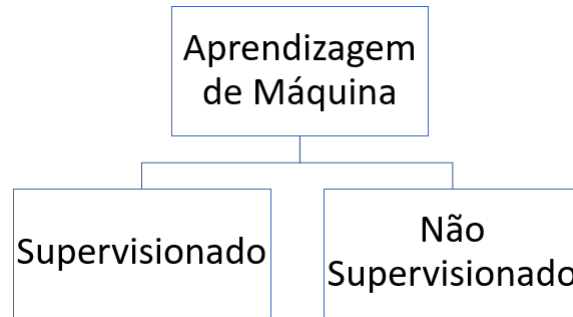 Aprendizagem
de Máquina
Supervisionado
Não
Supervisionado